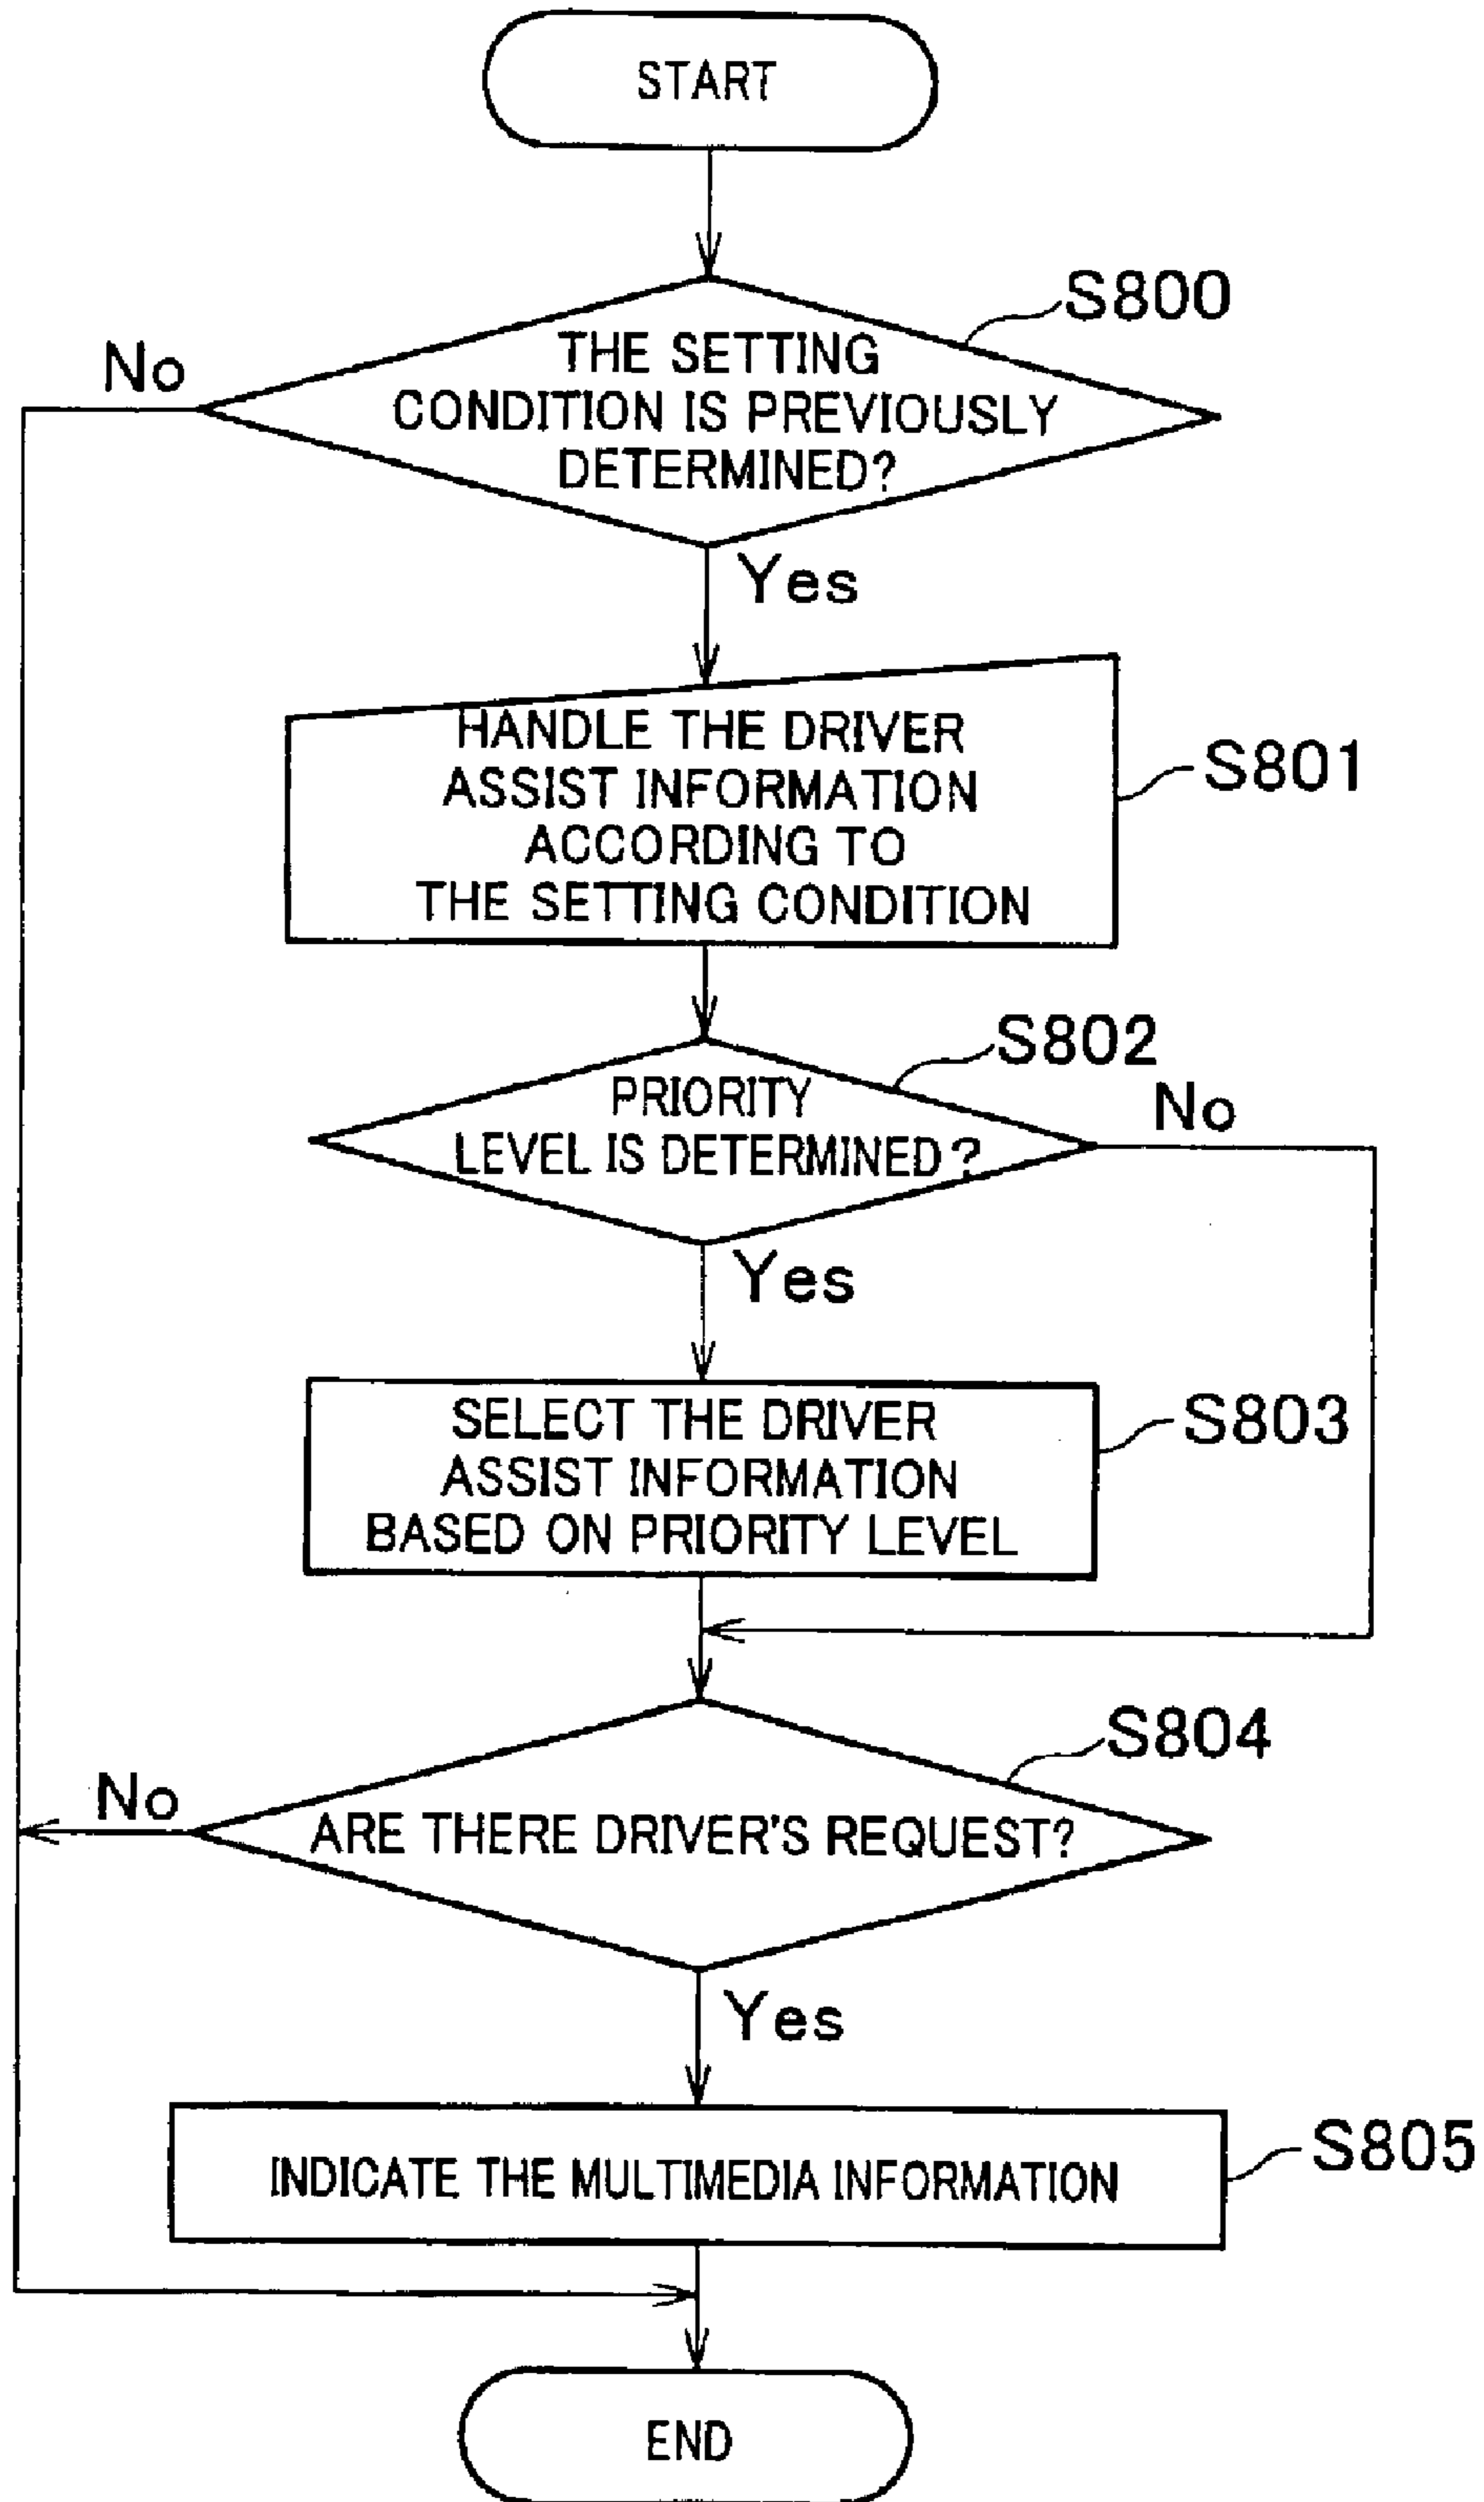 START
S800
No
THE SETTING
CONDITION IS PREVIOUSLY
DETERMINED?
Yes
HANDLE THE DRIVER
ASSIST INFORMATION
ACCORDING TO
THE SETTING CONDITION
S801
S802
PRIORITY
LEVEL IS DETERMINED?
No
Yes
SELECT THE DRIVER
ASSIST INFORMATION
BASED ON PRIORITY LEVEL
S803
S804
No
ARE THERE DRIVER'S REQUEST?
Yes
INDICATE THE MULTIMEDIA INFORMATION
S805
END